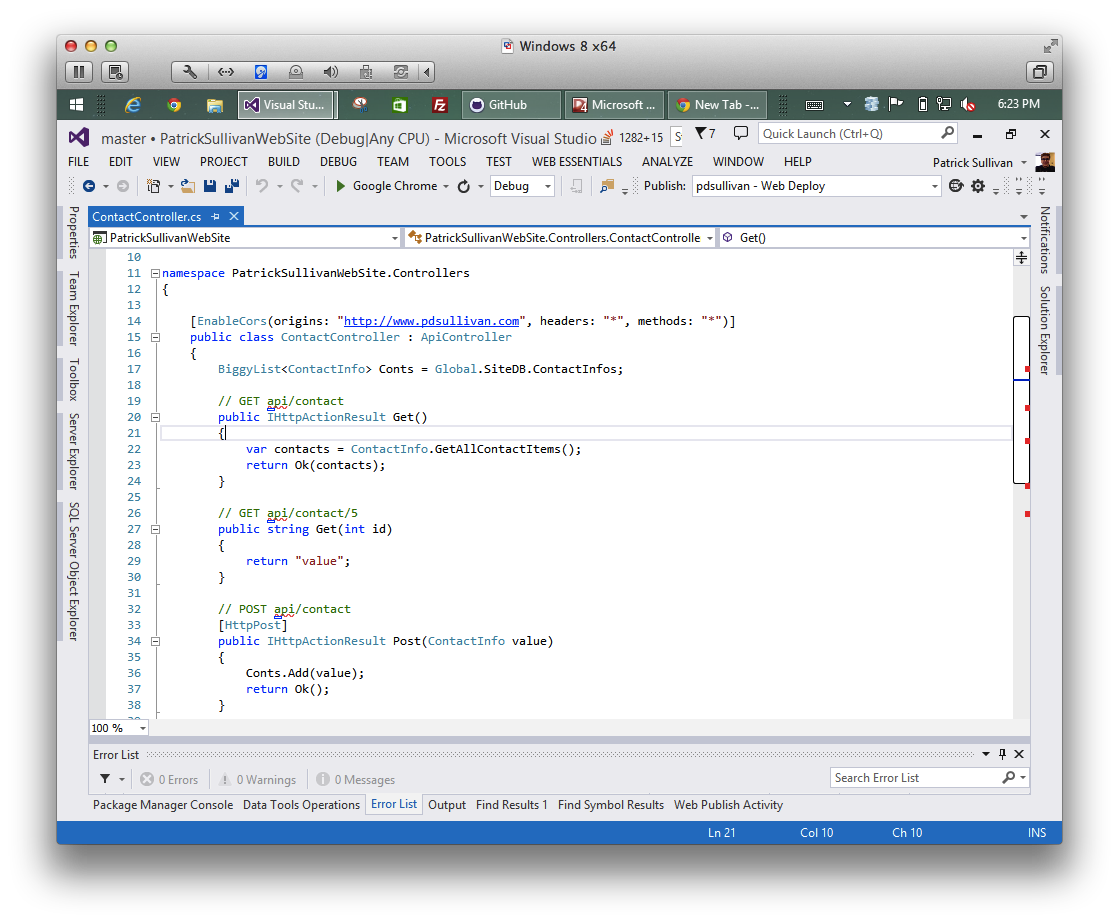 Windows 8 x64
Visual Stu...
GitHub
Microsoft ...
New Tab -...
6:23 PM
master • PatrickSullivanWebSite (Debug|Any CPU) - Microsoft Visual Studio
1282+15
S
7
Quick Launch (Ctrl+Q)
FILE EDIT VIEW PROJECT BUILD DEBUG TEAM TOOLS TEST WEB ESSENTIALS ANALYZE WINDOW HELP
Patrick Sullivan
Google Chrome
Debug
Publish:
pdsullivan - Web Deploy
Properties
Team Explorer
Toolbox
Server Explorer
SQL Server Object Explorer
Notifications
Solution Explorer
ContactController.cs
PatrickSullivanWebSite
PatrickSullivanWebSite.Controllers.ContactControlle
Get()
10
11 namespace PatrickSullivanWebSite.Controllers
12 {
13
14 [EnableCors(origins: "http://www.pdsullivan.com", headers: "*", methods: "*")]
15 public class ContactController : ApiController
16 {
17 BiggyList<ContactInfo> Conts = Global.SiteDB.ContactInfos;
18
19 // GET api/contact
20 public IHttpActionResult Get()
21 {
22 var contacts = ContactInfo.GetAllContactItems();
23 return Ok(contacts);
24 }
25
26 // GET api/contact/5
27 public string Get(int id)
28 {
29 return "value";
30 }
31
32 // POST api/contact
33 [HttpPost]
34 public IHttpActionResult Post(ContactInfo value)
35 {
36 Conts.Add(value);
37 return Ok();
38 }
100 %
Error List
0 Errors
0 Warnings
0 Messages
Search Error List
Package Manager Console Data Tools Operations Error List Output Find Results 1 Find Symbol Results Web Publish Activity
Ln 21 Col 10 Ch 10 INS